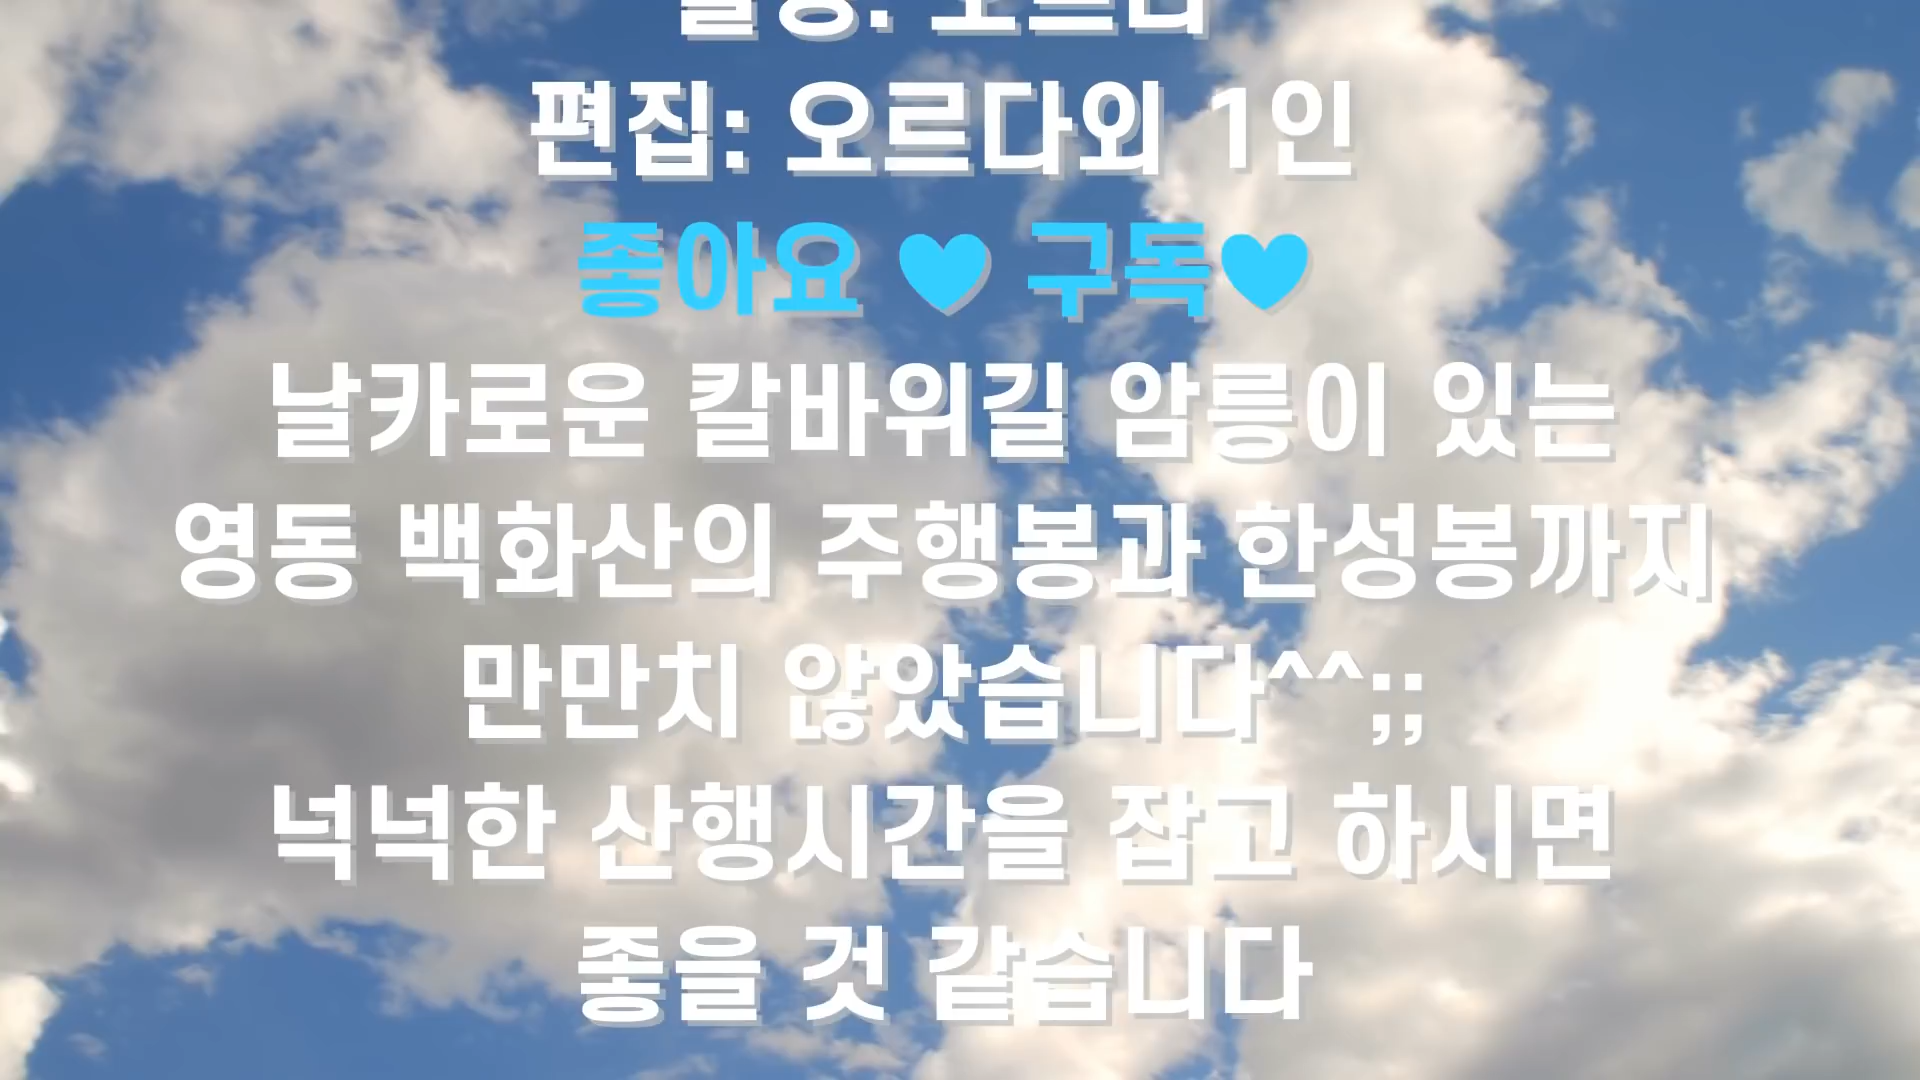 오르다
편집: 오르다외 1인
좋아요 ♥ 구독♥
날카로운 칼바위길 암릉이 있는
영동 백화산의 주행봉과 한성봉까지
만만치 않았습니다^^;;
넉넉한 산행시간을 잡고 하시면
좋을 것 같습니다